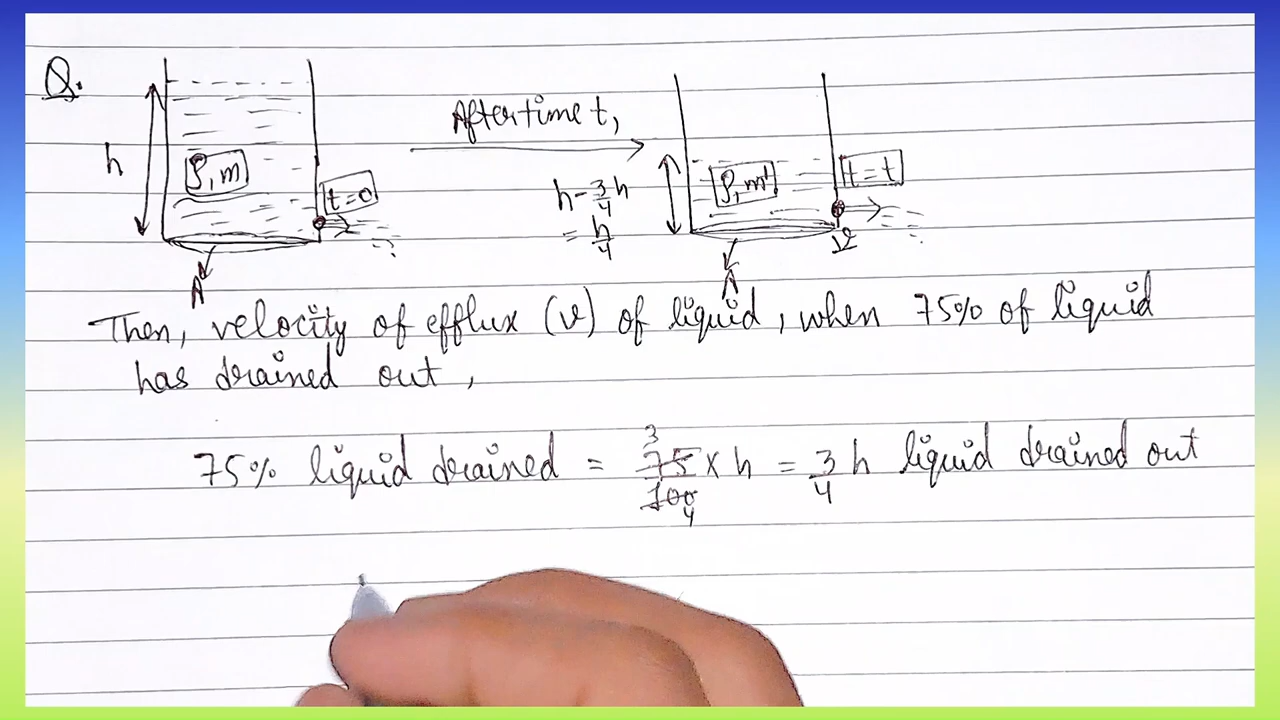 Q.
After time t,
h
ρ, m
t = 0
A
h - 3/4 h
= h/4
ρ, m'
t = t
v
A
Then, velocity of efflux (v) of liquid, when 75% of liquid
has drained out,
75% liquid drained = 75/100 × h = 3/4 h liquid drained out
3
4